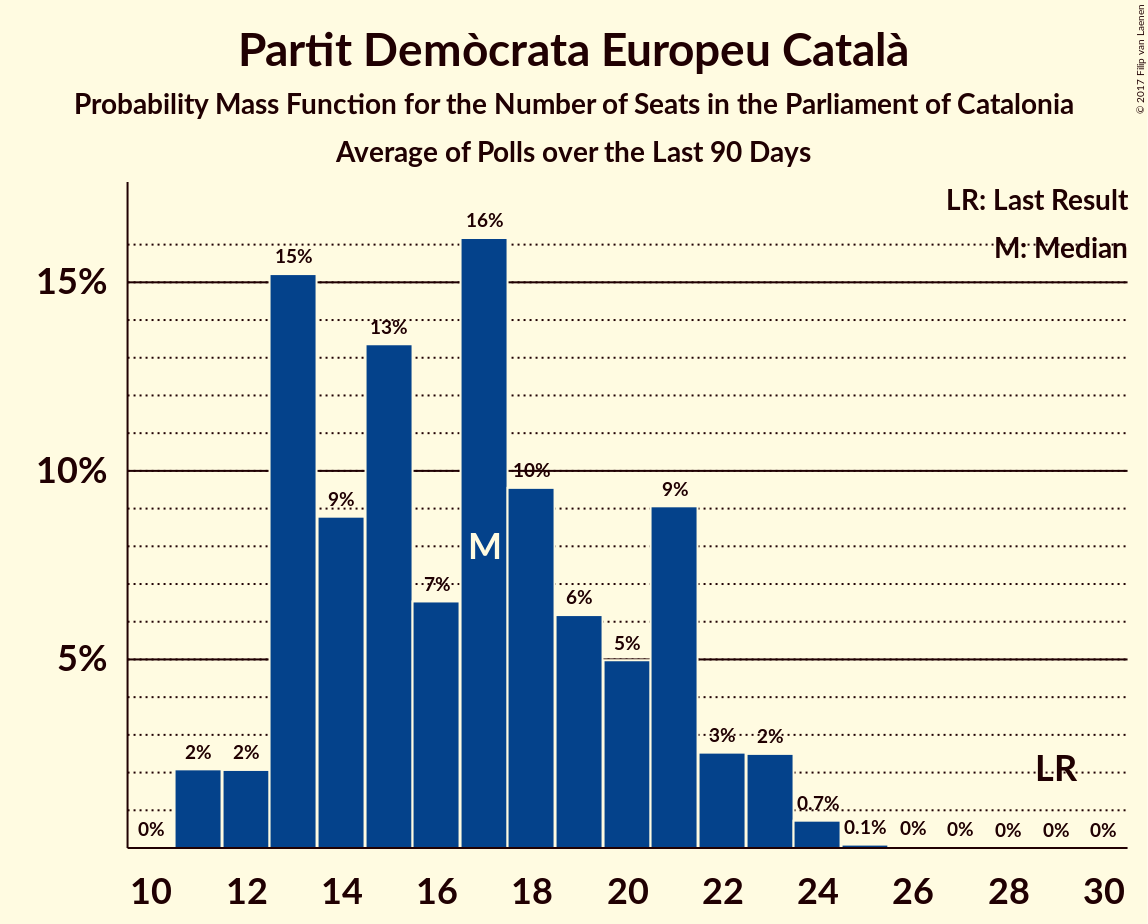 Partit Demòcrata Europeu Català
Probability Mass Function for the Number of Seats in the Parliament of Catalonia
Average of Polls over the Last 90 Days
© 2017 Filip van Laenen
LR: Last Result
M: Median
16%
15%
15%
13%
10%
10%
9%
9%
M
7%
6%
5%
5%
3%
2%
2%
2%
LR
0.7%
0.1%
0%
0%
0%
0%
0%
0%
10 12 14 16 18 20 22 24 26 28 30